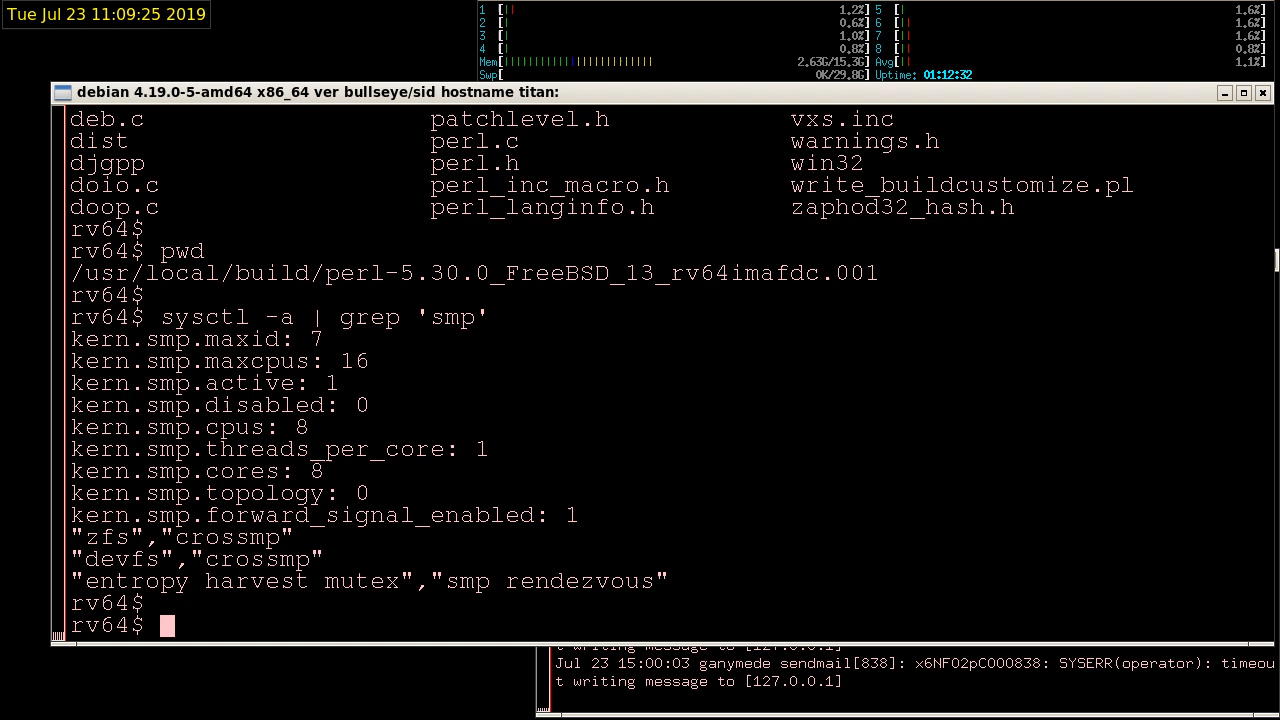 Tue Jul 23 11:09:25 2019
1 [|| 1.2%] 5 [| 1.6%]
2 [| 0.6%] 6 [|| 1.6%]
3 [| 1.0%] 7 [|| 1.6%]
4 [| 0.8%] 8 [|| 0.8%]
Mem[||||||||||||||||||||||||||||||| 2.63G/15.3G] Avg[|| 1.1%]
Swp[ 0K/29.8G] Uptime: 01:12:32
debian 4.19.0-5-amd64 x86_64 ver bullseye/sid hostname titan:
deb.c patchlevel.h vxs.inc
dist perl.c warnings.h
djgpp perl.h win32
doio.c perl_inc_macro.h write_buildcustomize.pl
doop.c perl_langinfo.h zaphod32_hash.h
rv64$
rv64$ pwd
/usr/local/build/perl-5.30.0_FreeBSD_13_rv64imafdc.001
rv64$
rv64$ sysctl -a | grep 'smp'
kern.smp.maxid: 7
kern.smp.maxcpus: 16
kern.smp.active: 1
kern.smp.disabled: 0
kern.smp.cpus: 8
kern.smp.threads_per_core: 1
kern.smp.cores: 8
kern.smp.topology: 0
kern.smp.forward_signal_enabled: 1
"zfs","crossmp"
"devfs","crossmp"
"entropy harvest mutex","smp rendezvous"
rv64$
rv64$
t writing message to [127.0.0.1]
Jul 23 15:00:03 ganymede sendmail[838]: x6NF02pC000838: SYSERR(operator): timeou
t writing message to [127.0.0.1]